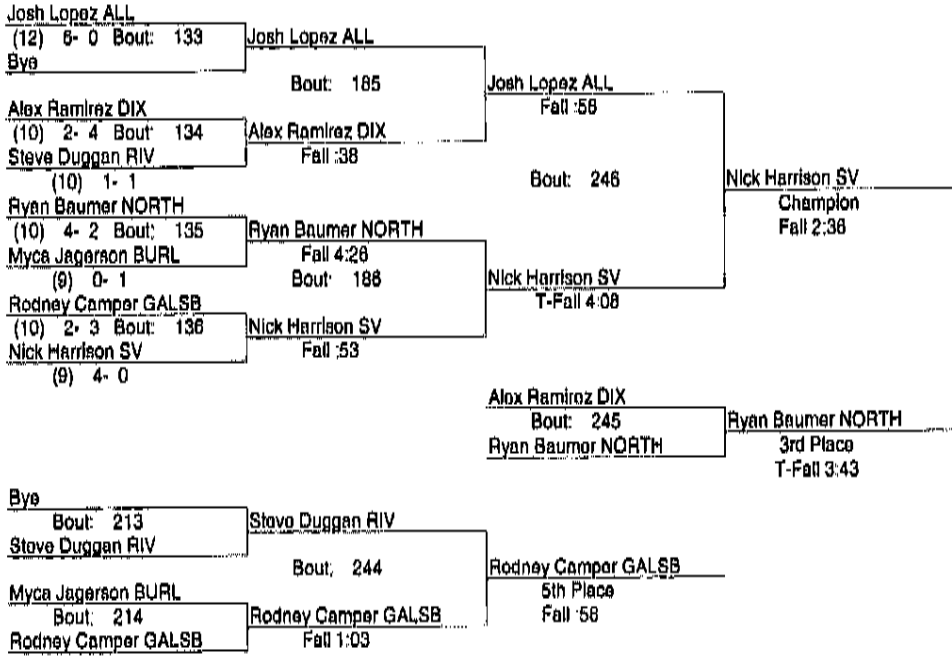 Josh Lopez ALL
(12) 6- 0 Bout: 133
Bye
Josh Lopez ALL
Bout: 185
Alex Ramirez DIX
(10) 2- 4 Bout: 134
Steve Duggan RIV
(10) 1- 1
Alex Ramirez DIX
Fall :38
Josh Lopez ALL
Fall :58
Ryan Baumer NORTH
(10) 4- 2 Bout: 135
Myca Jagerson BURL
(9) 0- 1
Ryan Baumer NORTH
Fall 4:26
Bout: 186
Rodney Camper GALSB
(10) 2- 3 Bout: 136
Nick Harrison SV
(9) 4- 0
Nick Harrison SV
Fall :53
Nick Harrison SV
T-Fall 4:08
Bout: 246
Nick Harrison SV
Champion
Fall 2:36
Alex Ramirez DIX
Bout: 245
Ryan Baumer NORTH
Ryan Baumer NORTH
3rd Place
T-Fall 3:43
Bye
Bout: 213
Steve Duggan RIV
Steve Duggan RIV
Bout: 244
Myca Jagerson BURL
Bout: 214
Rodney Camper GALSB
Rodney Camper GALSB
Fall 1:03
Rodney Camper GALSB
5th Place
Fall :58